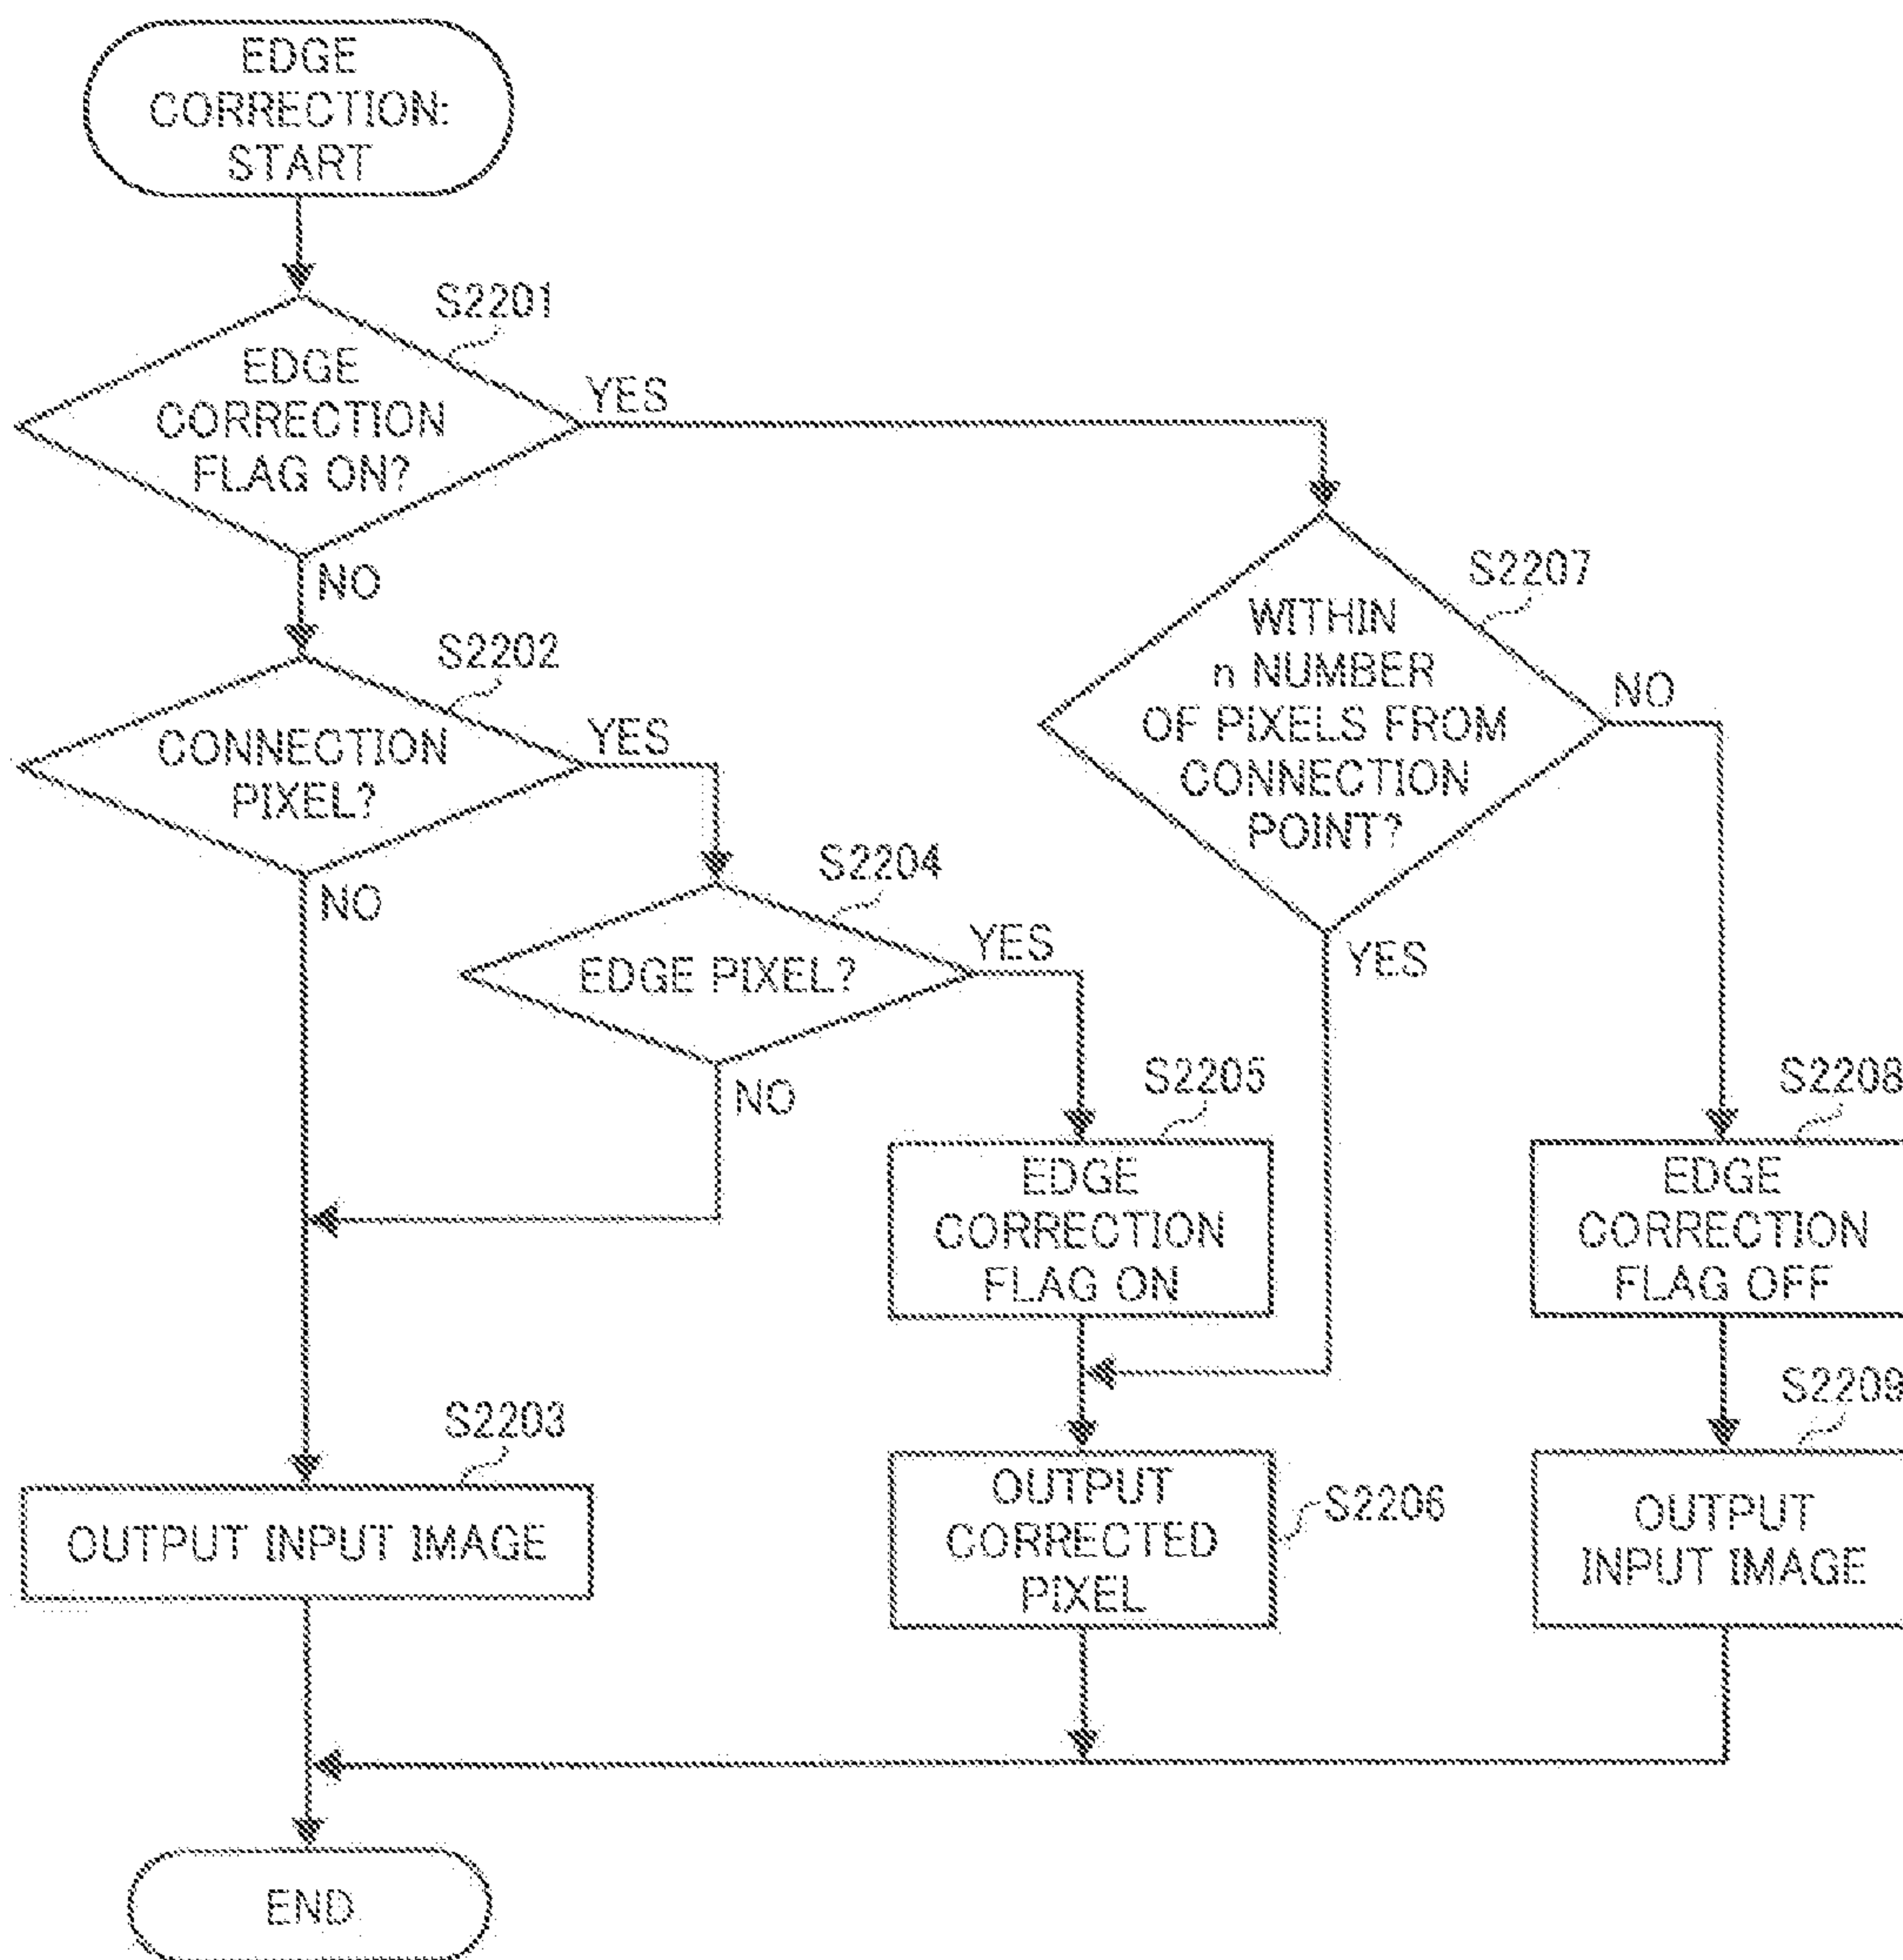 EDGE
CORRECTION:
START
S2201
EDGE
CORRECTION
FLAG ON?
YES
NO
S2202
CONNECTION
PIXEL?
YES
NO
S2207
WITHIN
n NUMBER
OF PIXELS FROM
CONNECTION
POINT?
NO
YES
S2204
EDGE PIXEL?
YES
NO
S2205
EDGE
CORRECTION
FLAG ON
S2208
EDGE
CORRECTION
FLAG OFF
S2203
OUTPUT INPUT IMAGE
OUTPUT
CORRECTED
PIXEL
S2206
S2209
OUTPUT
INPUT IMAGE
END